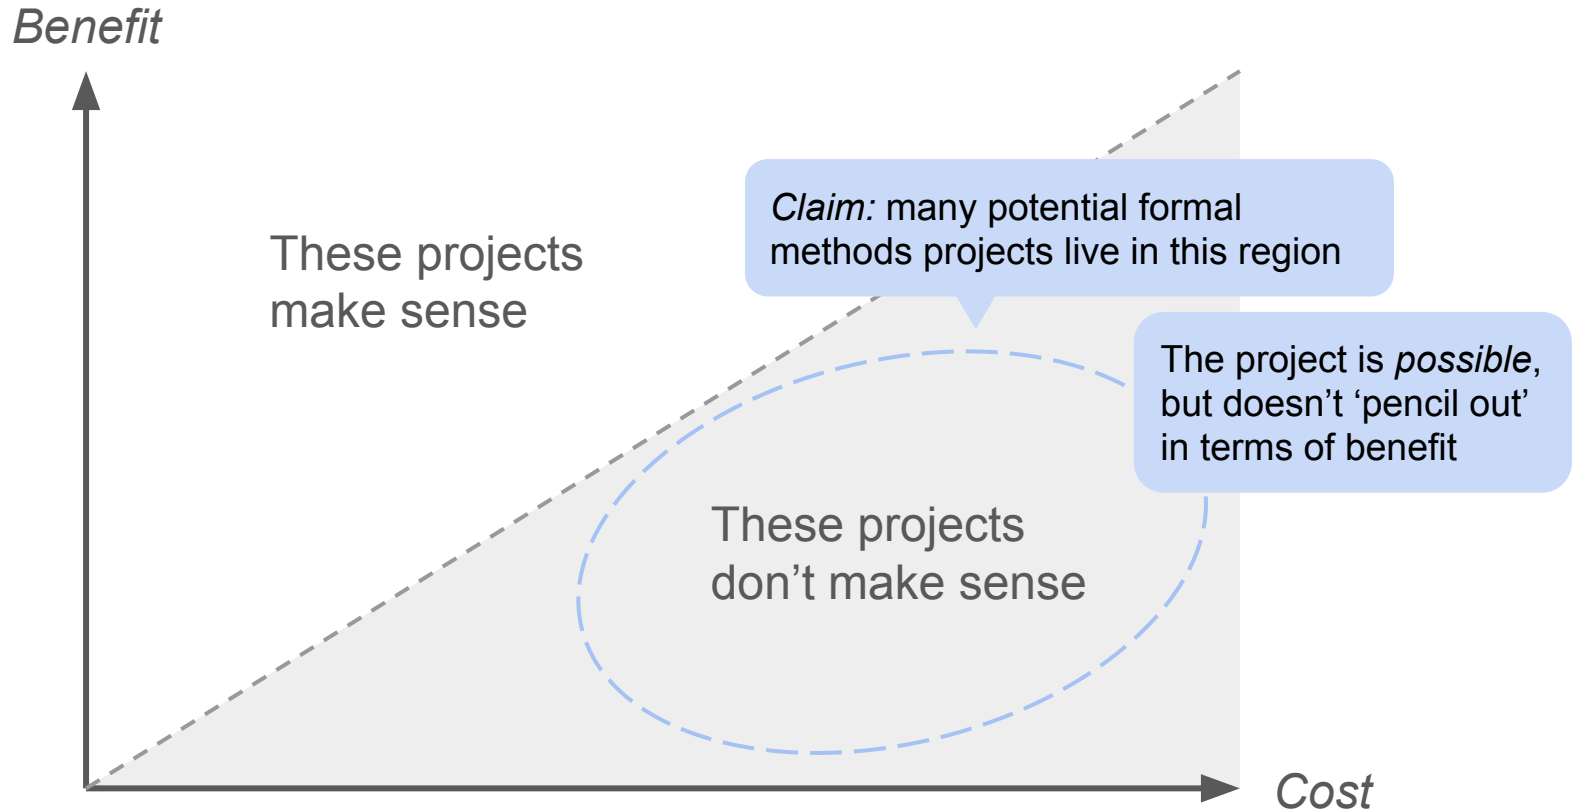 Benefit
These projects
make sense
Claim: many potential formal
methods projects live in this region
The project is possible,
but doesn’t ‘pencil out’
in terms of benefit
These projects
don’t make sense
Cost